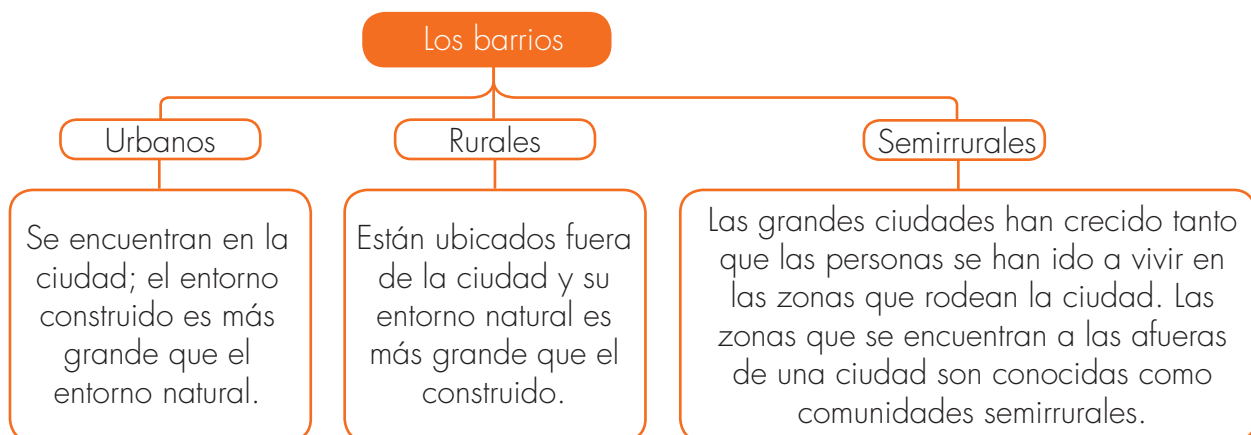 Los barrios
Urbanos
Rurales
Semirrurales
Se encuentran en la
ciudad; el entorno
construido es más
grande que el
entorno natural.
Están ubicados fuera
de la ciudad y su
entorno natural es
más grande que el
construido.
Las grandes ciudades han crecido tanto
que las personas se han ido a vivir en
las zonas que rodean la ciudad. Las
zonas que se encuentran a las afueras
de una ciudad son conocidas como
comunidades semirrurales.